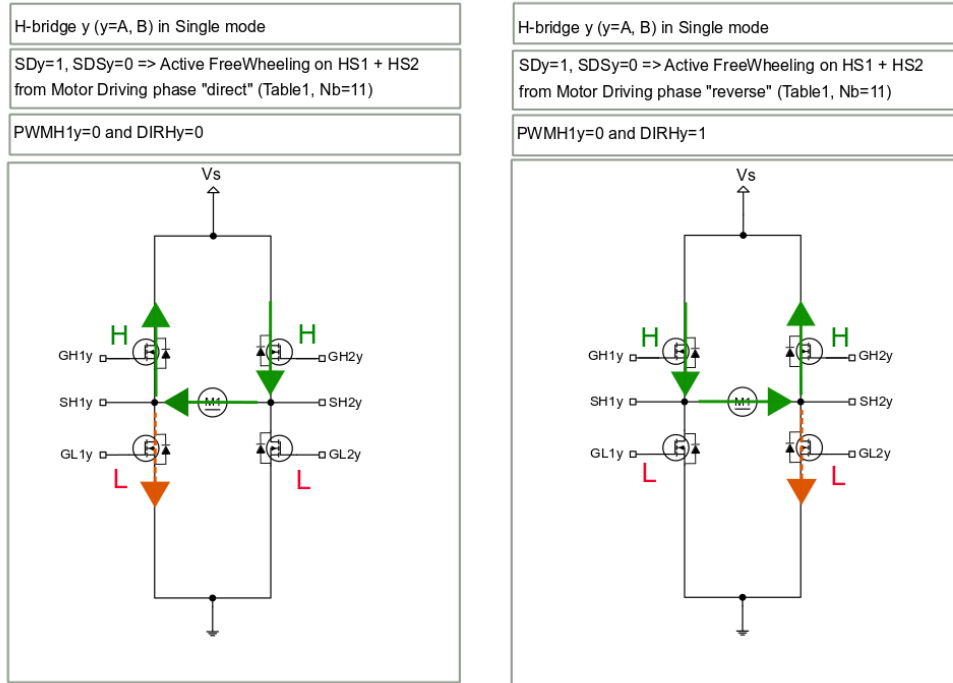 H-bridge y (y=A, B) in Single mode
SDy=1, SDSy=0 => Active FreeWheeling on HS1 + HS2
from Motor Driving phase "direct" (Table1, Nb=11)
PWMH1y=0 and DIRHy=0
Vs
H
H
GH1y
GH2y
SH1y
M1
SH2y
GL1y
GL2y
L
L
H-bridge y (y=A, B) in Single mode
SDy=1, SDSy=0 => Active FreeWheeling on HS1 + HS2
from Motor Driving phase "reverse" (Table1, Nb=11)
PWMH1y=0 and DIRHy=1
Vs
H
H
GH1y
GH2y
SH1y
M1
SH2y
GL1y
GL2y
L
L